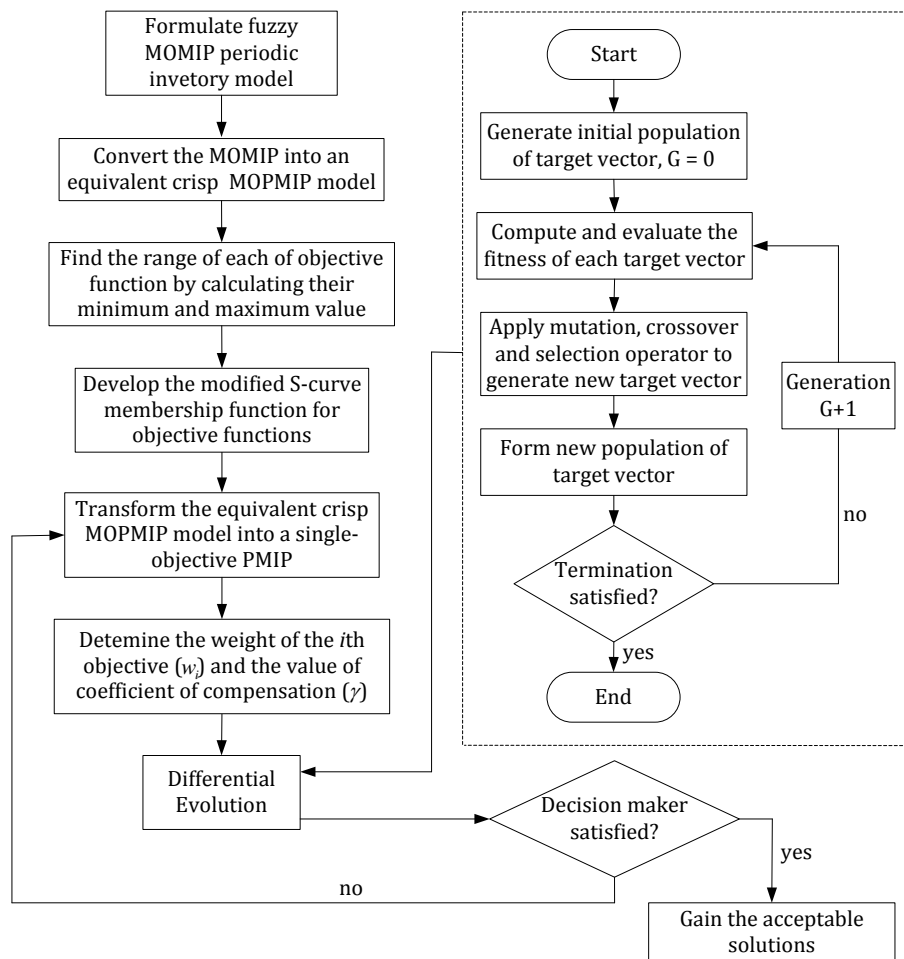 Formulate fuzzy
MOMIP periodic
invetory model
Convert the MOMIP into an
equivalent crisp MOPMIP model
Find the range of each of objective
function by calculating their
minimum and maximum value
Develop the modified S-curve
membership function for
objective functions
Transform the equivalent crisp
MOPMIP model into a single-
objective PMIP
Detemine the weight of the ith
objective (wᵢ) and the value of
coefficient of compensation (γ)
Differential
Evolution
Start
Generate initial population
of target vector, G = 0
Compute and evaluate the
fitness of each target vector
Apply mutation, crossover
and selection operator to
generate new target vector
Generation
G+1
Form new population of
target vector
no
Termination
satisfied?
yes
End
Decision maker
satisfied?
yes
no
Gain the acceptable
solutions